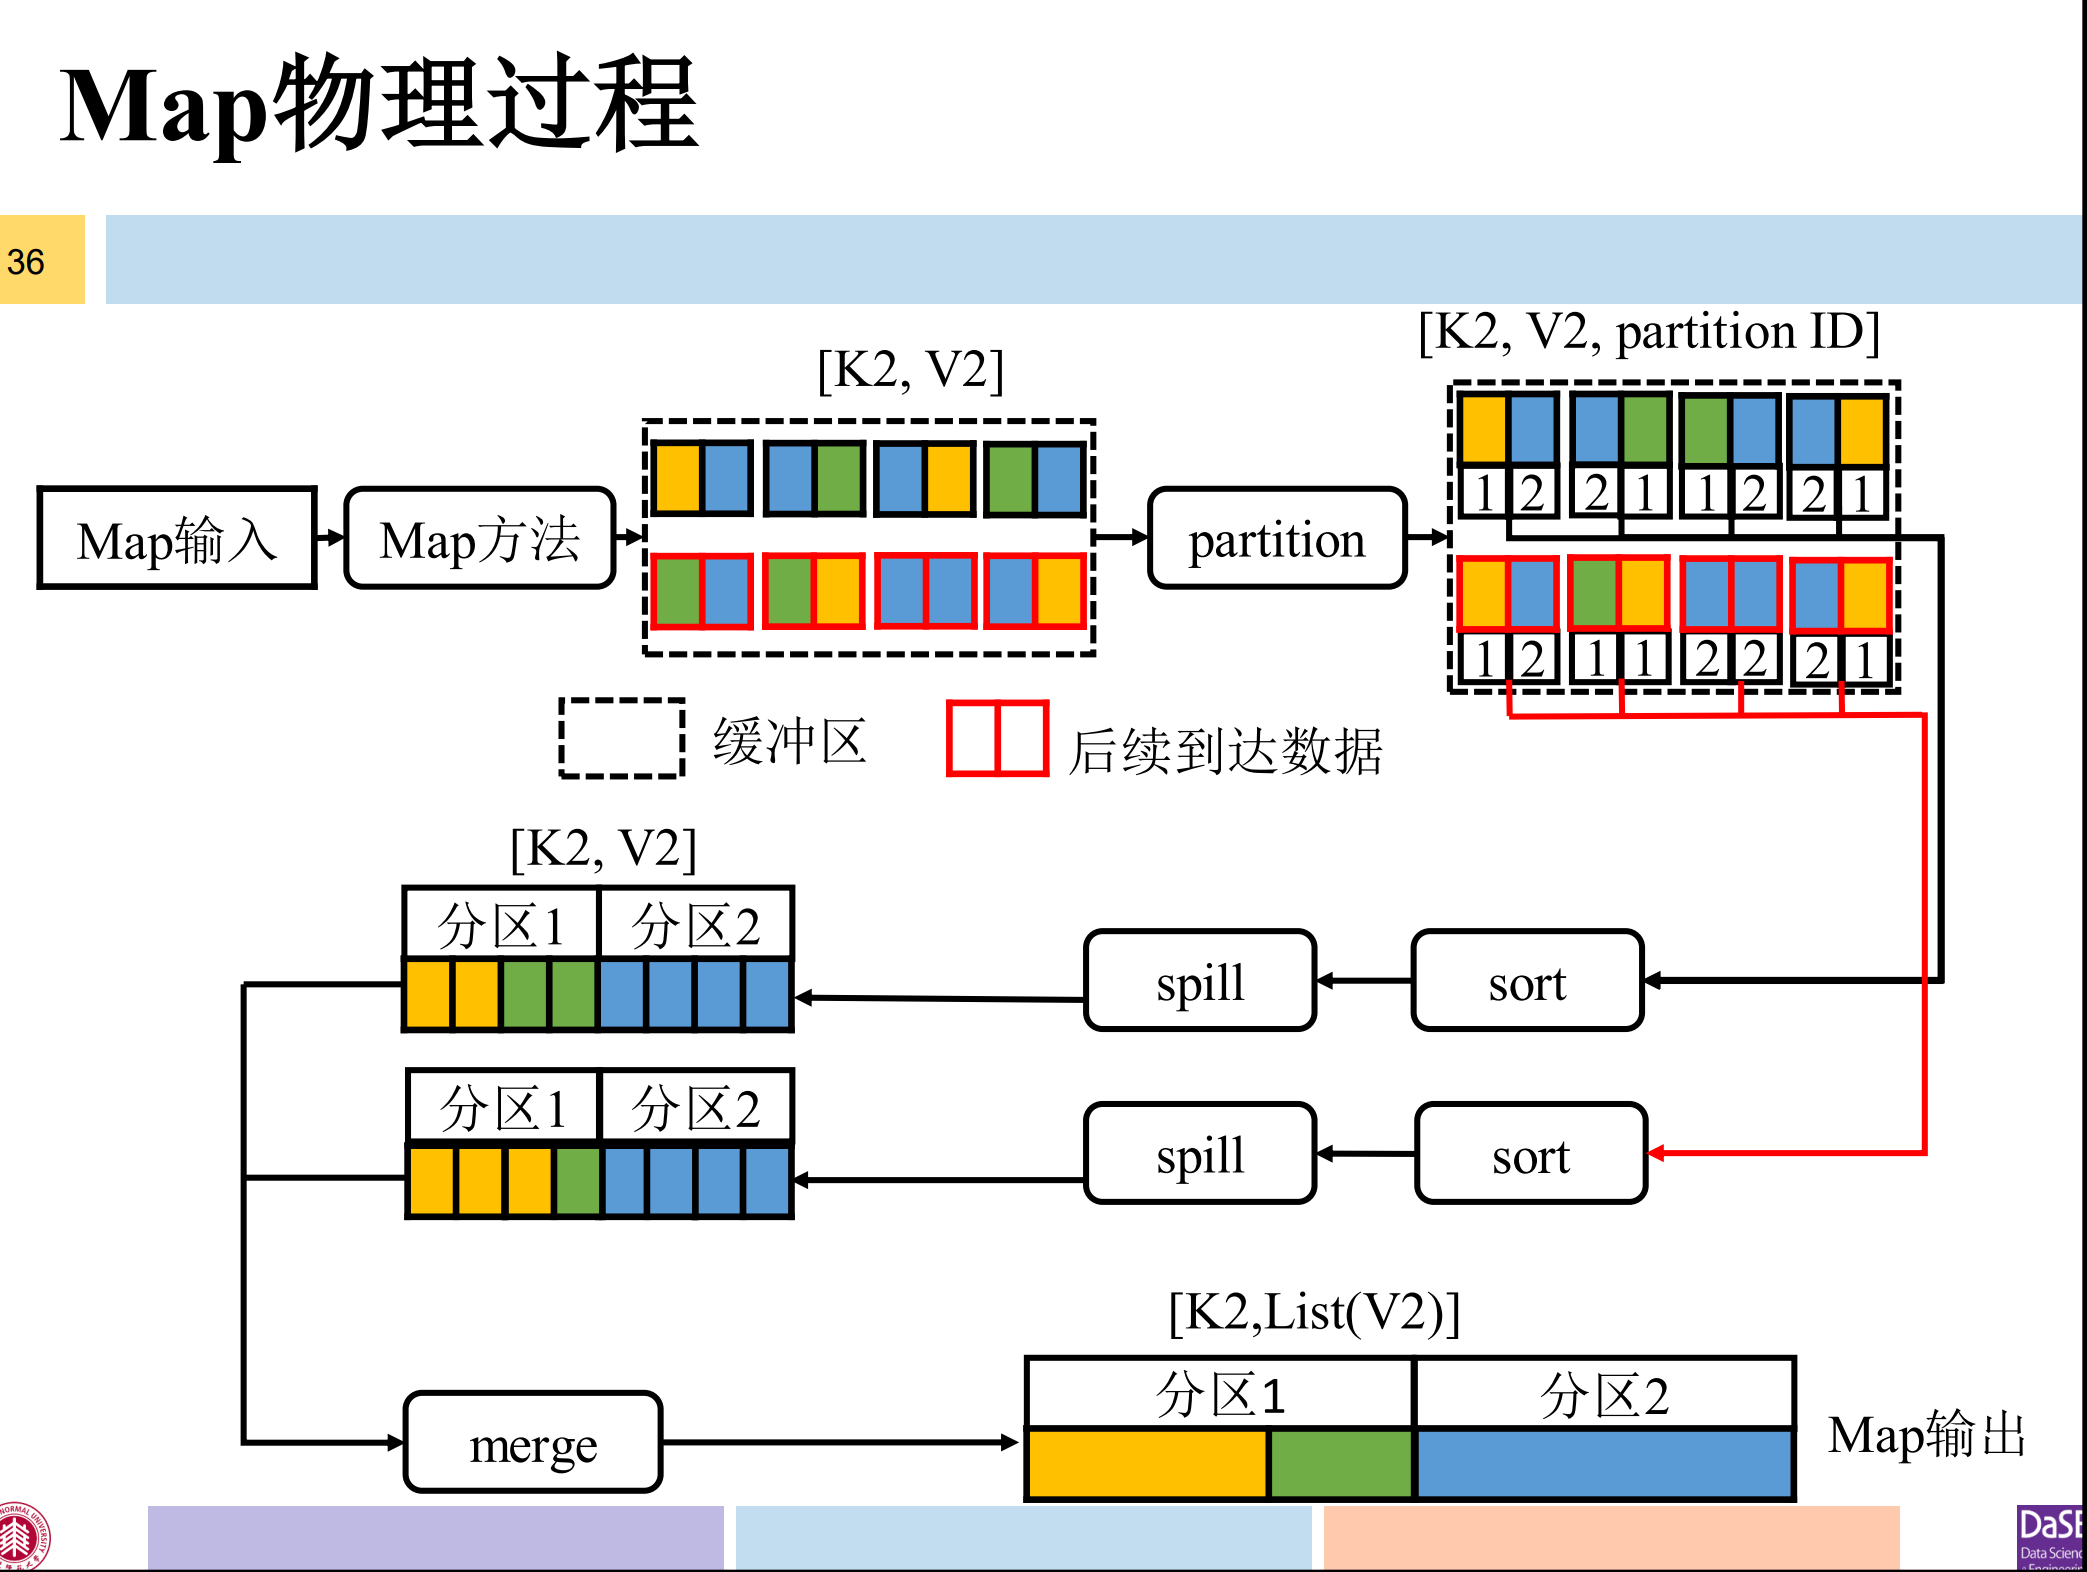 Map物理过程
36
[K2, V2, partition ID]
[K2, V2]
Map输入
Map方法
partition
1 2 2 1 1 2 2 1
1 2 1 1 2 2 2 1
缓冲区
后续到达数据
[K2, V2]
分区1 分区2
spill
sort
分区1 分区2
spill
sort
[K2,List(V2)]
分区1 分区2
merge
Map输出
NORMAL UNIVERSITY
DaSE
Data Scienc